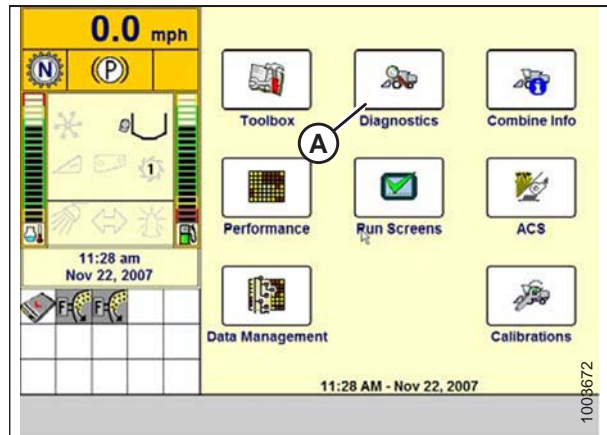 0.0 mph
N
(P)
1
11:28 am
Nov 22, 2007
F
F
Toolbox
Diagnostics
Combine Info
A
Performance
Run Screens
ACS
Data Management
Calibrations
11:28 AM - Nov 22, 2007
1003672